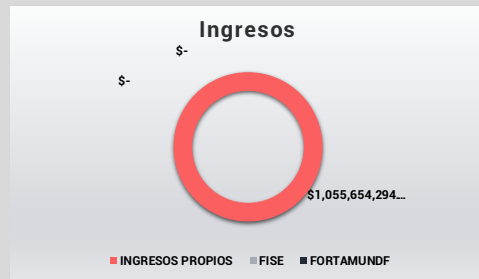 Ingresos
$-
$-
$1,055,654,294...
INGRESOS PROPIOS FISE FORTAMUNDF